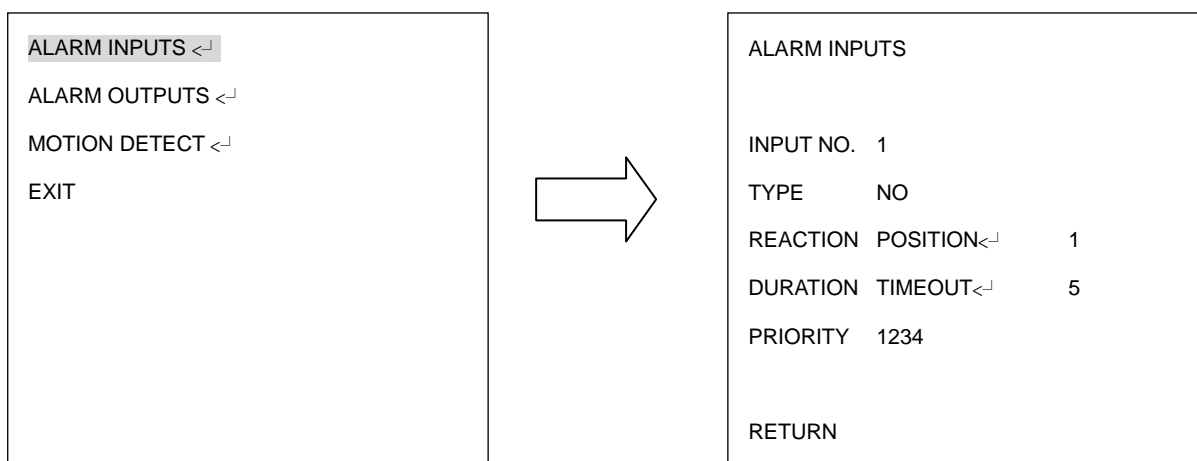 ALARM INPUTS ↵
ALARM OUTPUTS ↵
MOTION DETECT ↵
EXIT
ALARM INPUTS
INPUT NO. 1
TYPE NO
REACTION POSITION↵ 1
DURATION TIMEOUT↵ 5
PRIORITY 1234
RETURN